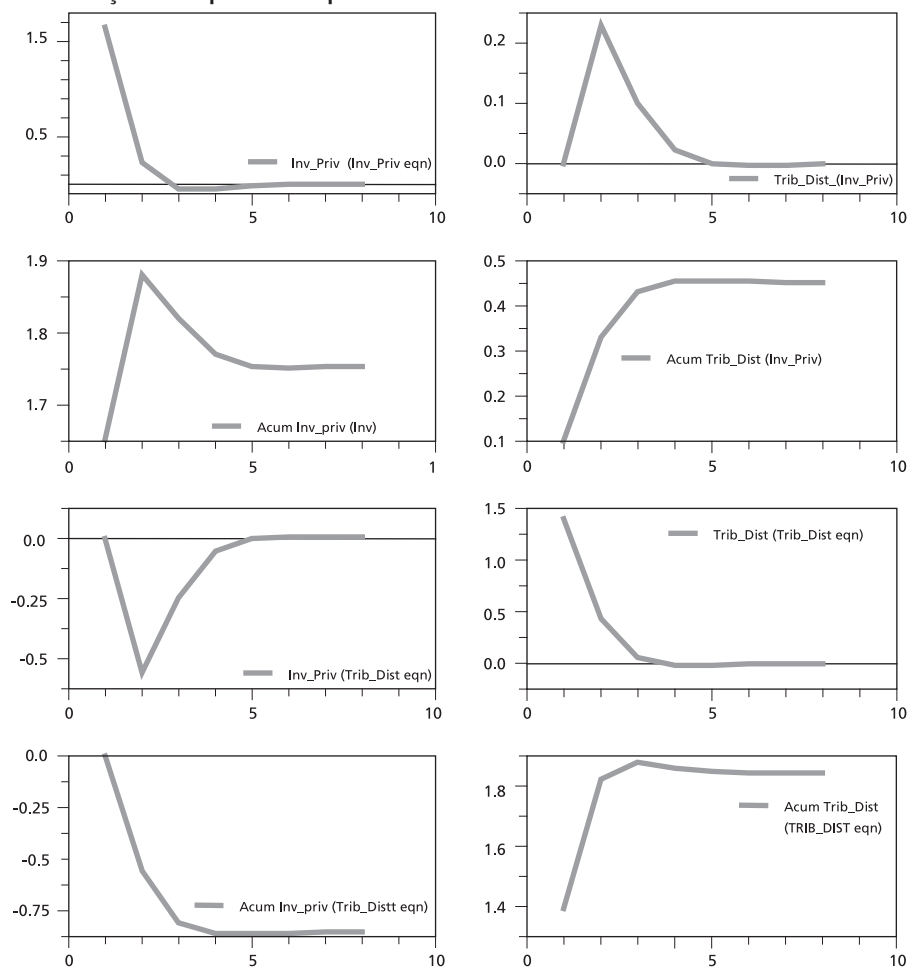 1.5
0.5
Inv_Priv (Inv_Priv eqn)
0 5 10
0.2
0.1
0.0
Trib_Dist_(Inv_Priv)
0 5 10
1.9
1.8
1.7
Acum Inv_priv (Inv)
0 5 1
0.5
0.4
0.3
0.2
0.1
Acum Trib_Dist (Inv_Priv)
0 5 10
0.0
-0.25
-0.5
Inv_Priv (Trib_Dist eqn)
0 5 10
1.5
1.0
0.5
0.0
Trib_Dist (Trib_Dist eqn)
0 5 10
0.0
-0.25
-0.5
-0.75
Acum Inv_priv (Trib_Distt eqn)
0 5 10
1.8
1.6
1.4
Acum Trib_Dist
(TRIB_DIST eqn)
0 5 10